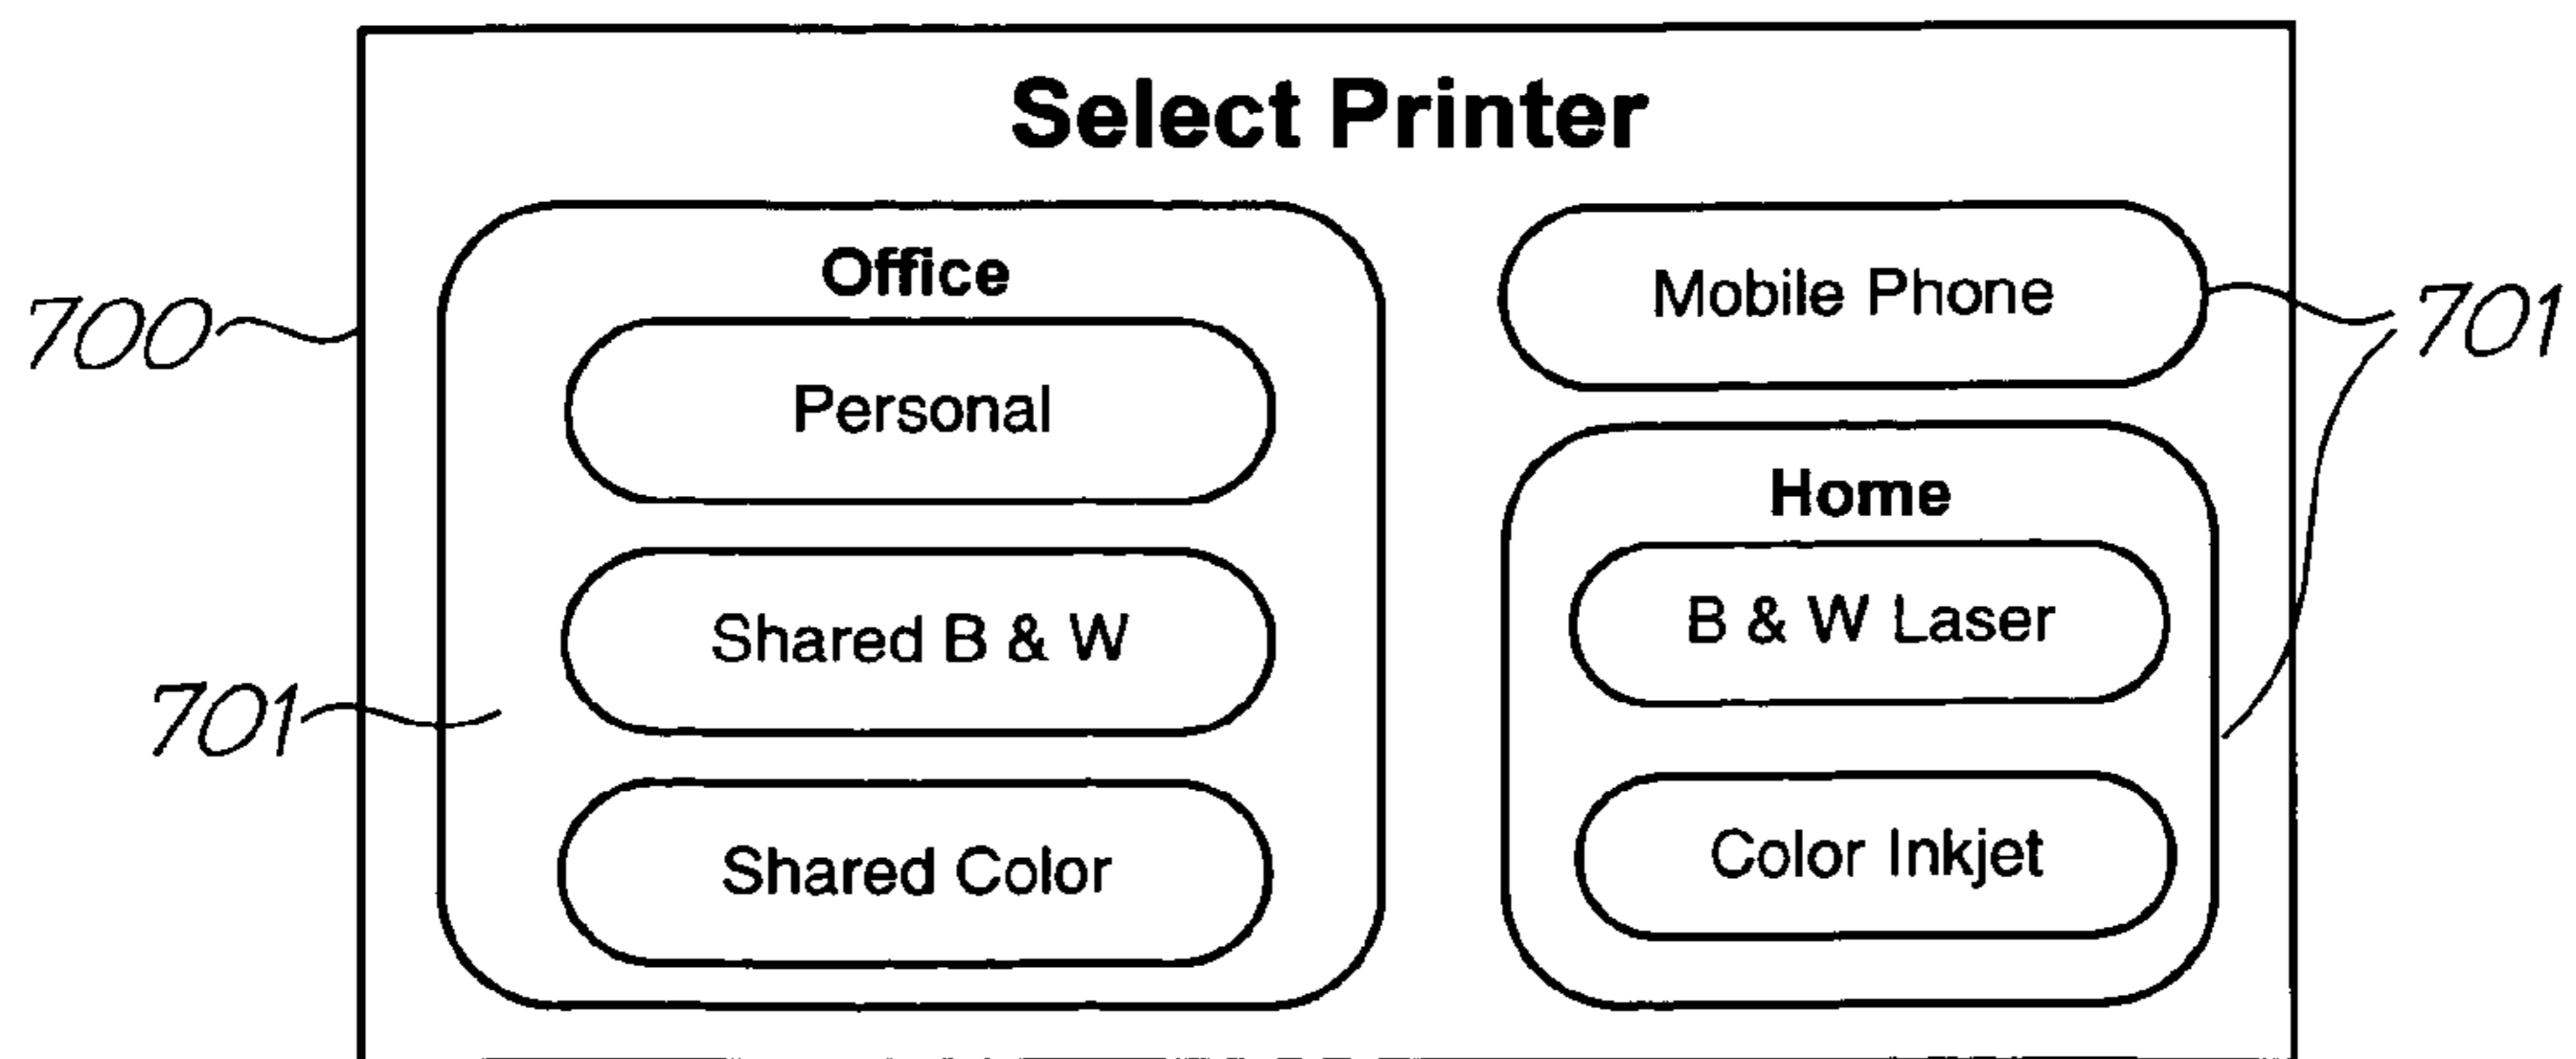 Select Printer
Office
Personal
Shared B & W
Shared Color
Mobile Phone
Home
B & W Laser
Color Inkjet
700
701
701